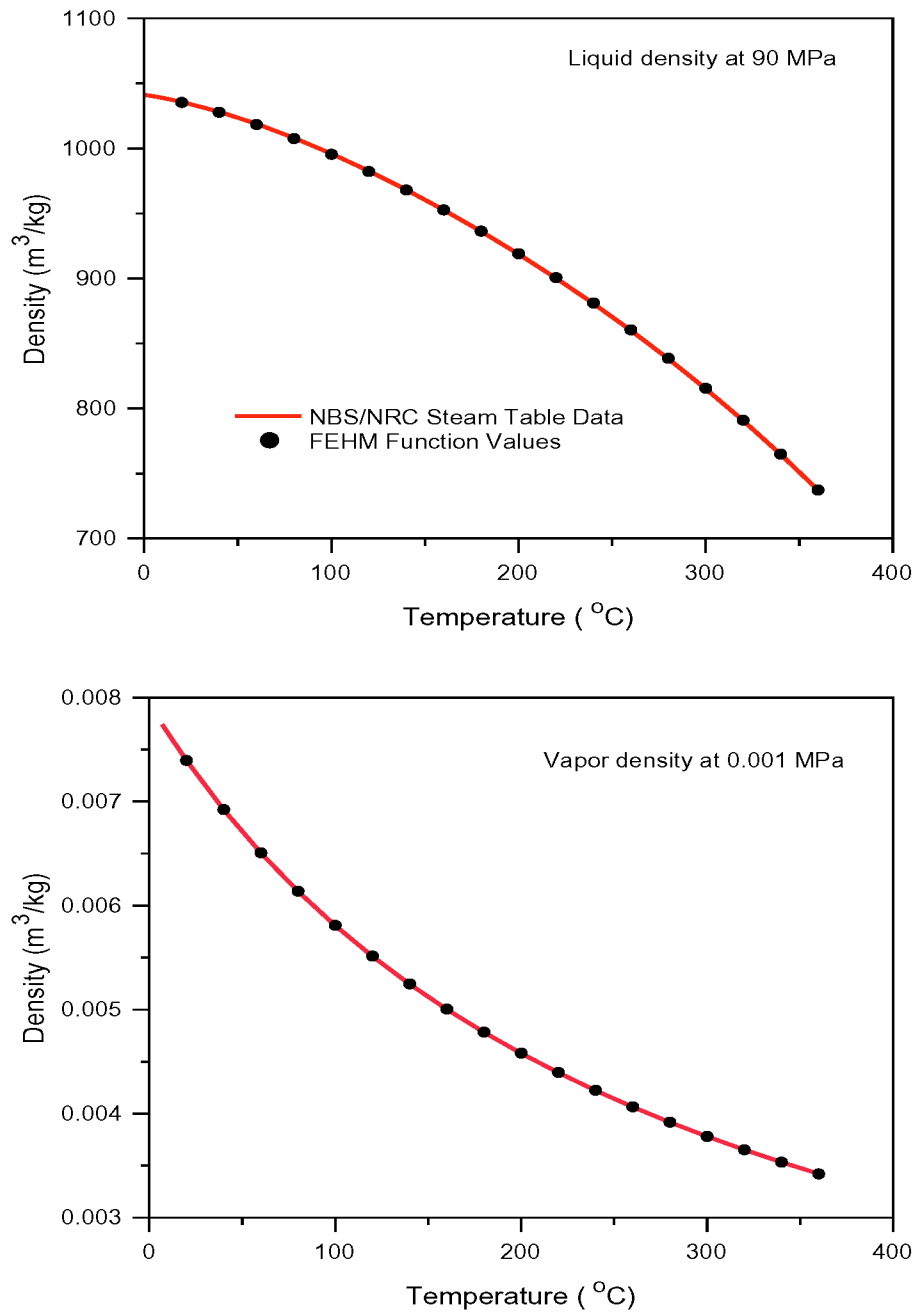 1100
Liquid density at 90 MPa
1000
Density (m³/kg)
900
NBS/NRC Steam Table Data
800
FEHM Function Values
700
0 100 200 300 400
Temperature ( °C)
0.008
Vapor density at 0.001 MPa
0.007
0.006
Density (m³/kg)
0.005
0.004
0.003
0 100 200 300 400
Temperature ( °C)